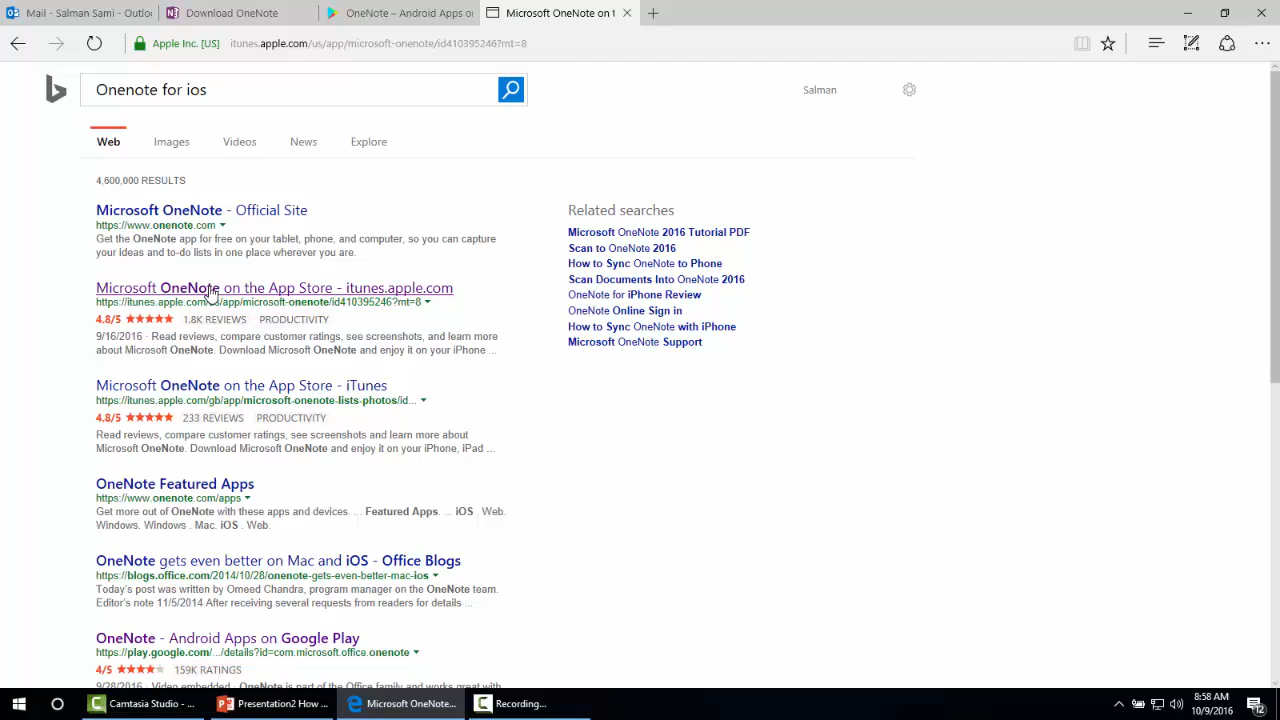 Mail - Salman Sami - Outlo
Download OneNote
OneNote – Android Apps or
Microsoft OneNote on t
Apple Inc. [US]
itunes.apple.com/us/app/microsoft-onenote/id410395246?mt=8
Onenote for ios
Salman
Web
Images
Videos
News
Explore
4,600,000 RESULTS
Microsoft OneNote - Official Site
https://www.onenote.com
Get the OneNote app for free on your tablet, phone, and computer, so you can capture
your ideas and to-do lists in one place wherever you are.
Microsoft OneNote on the App Store - itunes.apple.com
https://itunes.apple.com/us/app/microsoft-onenote/id410395246?mt=8
4.8/5
1.8K REVIEWS
PRODUCTIVITY
9/16/2016 · Read reviews, compare customer ratings, see screenshots, and learn more
about Microsoft OneNote. Download Microsoft OneNote and enjoy it on your iPhone ...
Microsoft OneNote on the App Store - iTunes
https://itunes.apple.com/gb/app/microsoft-onenote-lists-photos/id...
4.8/5
233 REVIEWS
PRODUCTIVITY
Read reviews, compare customer ratings, see screenshots and learn more about
Microsoft OneNote. Download Microsoft OneNote and enjoy it on your iPhone, iPad ...
OneNote Featured Apps
https://www.onenote.com/apps
Get more out of OneNote with these apps and devices. ... Featured Apps. ... iOS . Web.
Windows. Windows . Mac. iOS . Web.
OneNote gets even better on Mac and iOS - Office Blogs
https://blogs.office.com/2014/10/28/onenote-gets-even-better-mac-ios
Today's post was written by Omeed Chandra, program manager on the OneNote team.
Editor's note 11/5/2014 After receiving several requests from readers for details ...
OneNote - Android Apps on Google Play
https://play.google.com/.../details?id=com.microsoft.office.onenote
4/5
159K RATINGS
9/28/2016 · Video embedded · OneNote is part of the Office family and works great with
Related searches
Microsoft OneNote 2016 Tutorial PDF
Scan to OneNote 2016
How to Sync OneNote to Phone
Scan Documents Into OneNote 2016
OneNote for iPhone Review
OneNote Online Sign in
How to Sync OneNote with iPhone
Microsoft OneNote Support
Camtasia Studio - ...
Presentation2 How ...
Microsoft OneNote...
Recording...
8:58 AM
10/9/2016
2